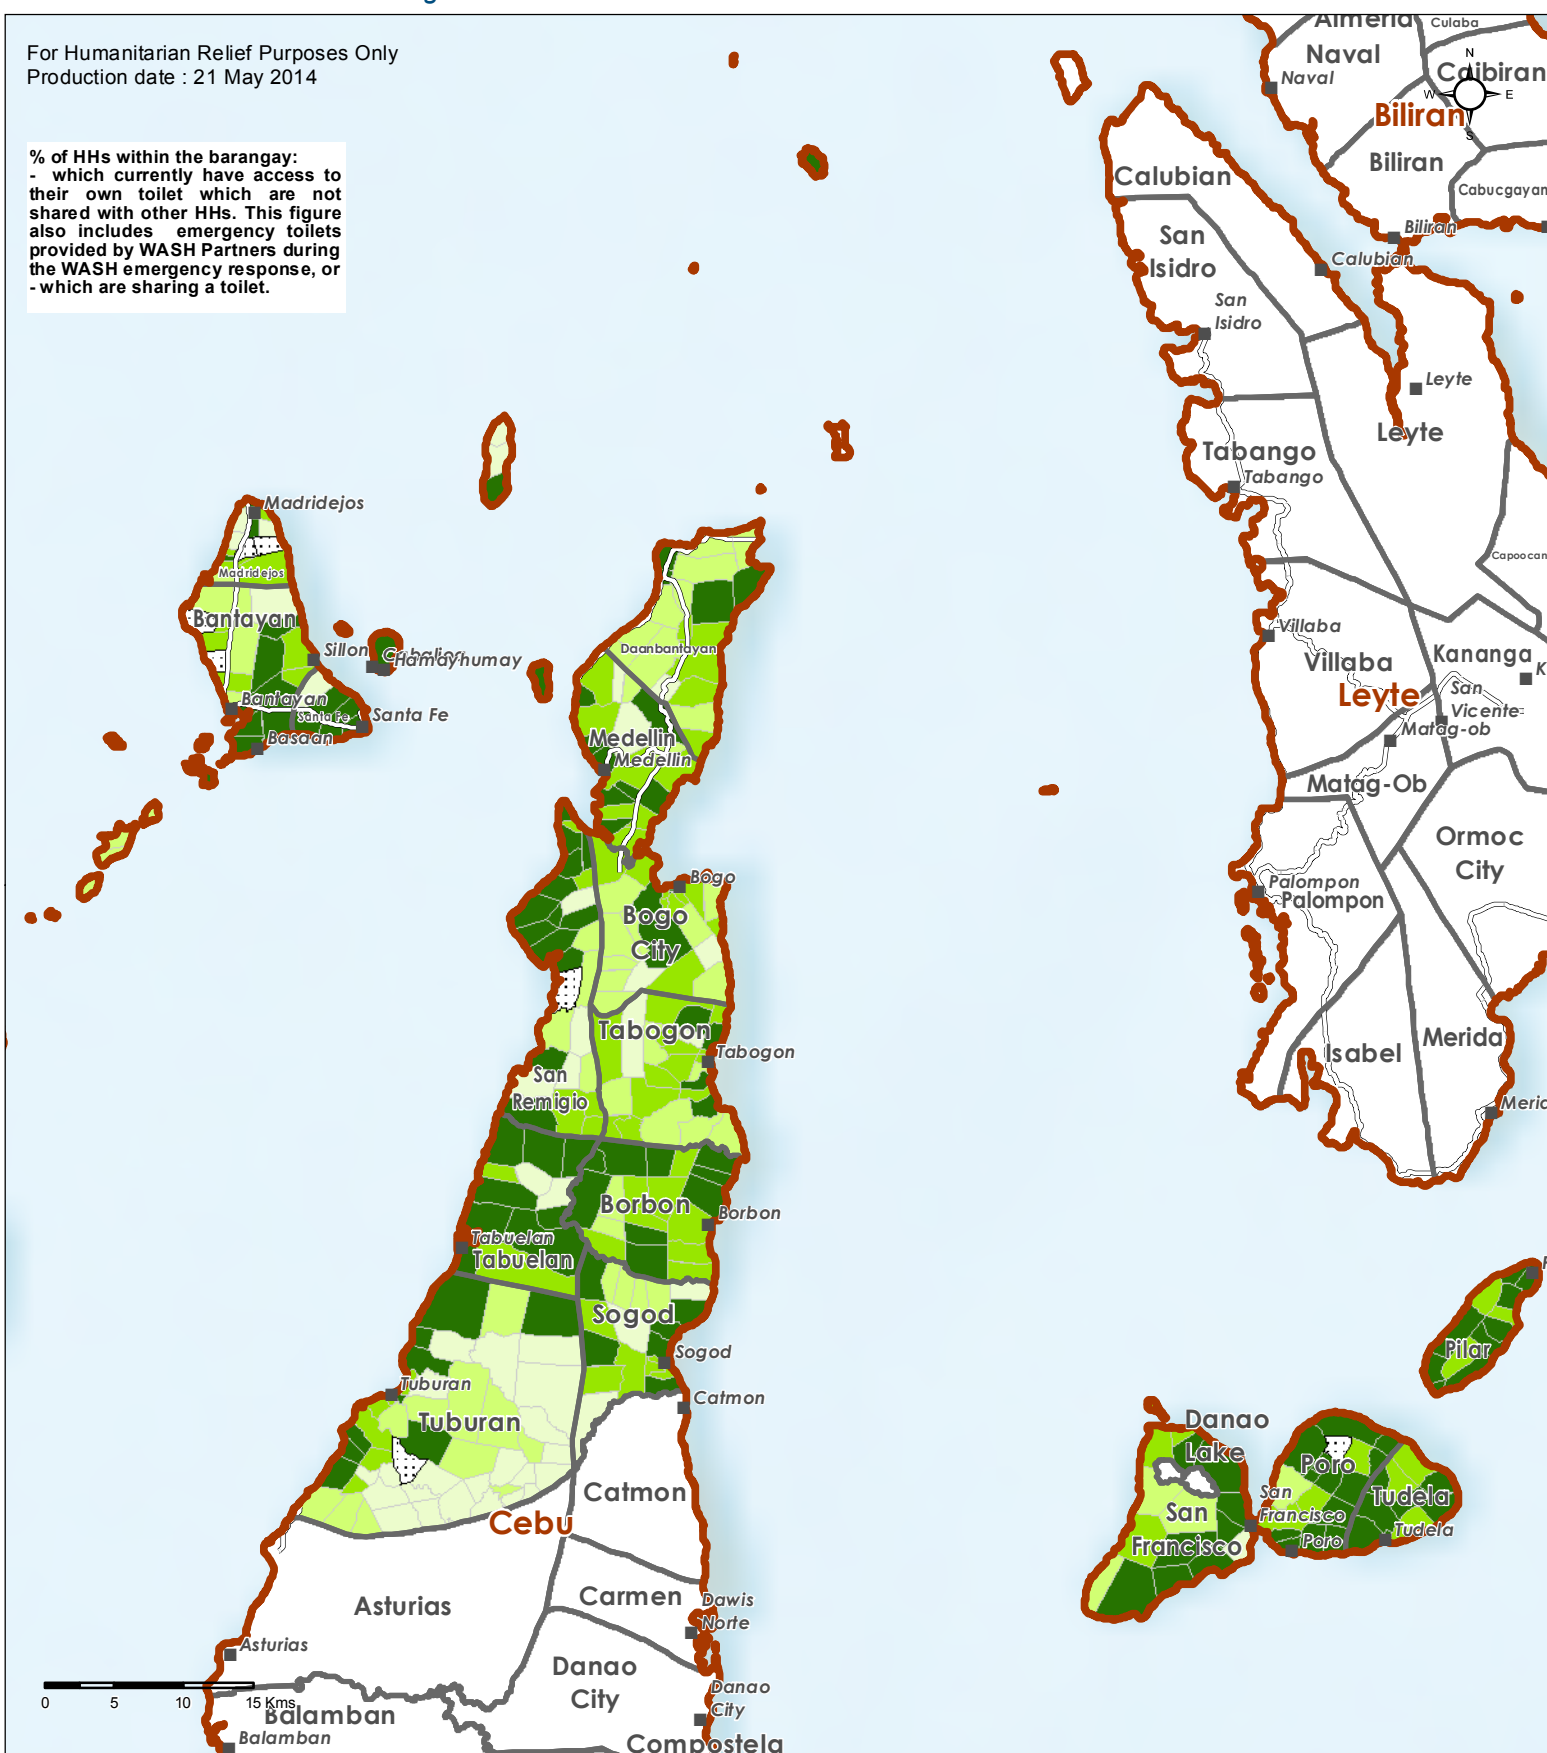 For Humanitarian Relief Purposes Only
Production date : 21 May 2014
% of HHs within the barangay:
- which currently have access to
their own toilet which are not
shared with other HHs. This figure
also includes emergency toilets
provided by WASH Partners during
the WASH emergency response, or
- which are sharing a toilet.
Almeria
Culaba
Naval
Naval
Caibiran
N
W
E
S
Biliran
Biliran
Cabucgayan
Biliran
Calubian
Calubian
San
Isidro
San
Isidro
Leyte
Leyte
Tabango
Tabango
Capoocan
Madridejos
Madridejos
Bantayan
Sillon
Hamayhumay
Bantayan
Santa Fe
Santa Fe
Basaan
Daanbantayan
Medellin
Medellin
Villaba
Villaba
Kananga
K
Leyte
San
Vicente
Matag-ob
Matag-Ob
Ormoc
City
Palompon
Palompon
Bogo
Bogo
City
Tabogon
Tabogon
San
Remigio
Isabel
Merida
Merid
Borbon
Borbon
Tabuelan
Tabuelan
Sogod
Sogod
Pilar
Tuburan
Tuburan
Catmon
Catmon
Danao
Lake
Poro
San
Francisco
San
Francisco
Tudela
Tudela
Poro
Cebu
Asturias
Asturias
Carmen
Dawis
Norte
Danao
City
Danao
City
0 5 10 15 Kms
Balamban
Balamban
Compostela